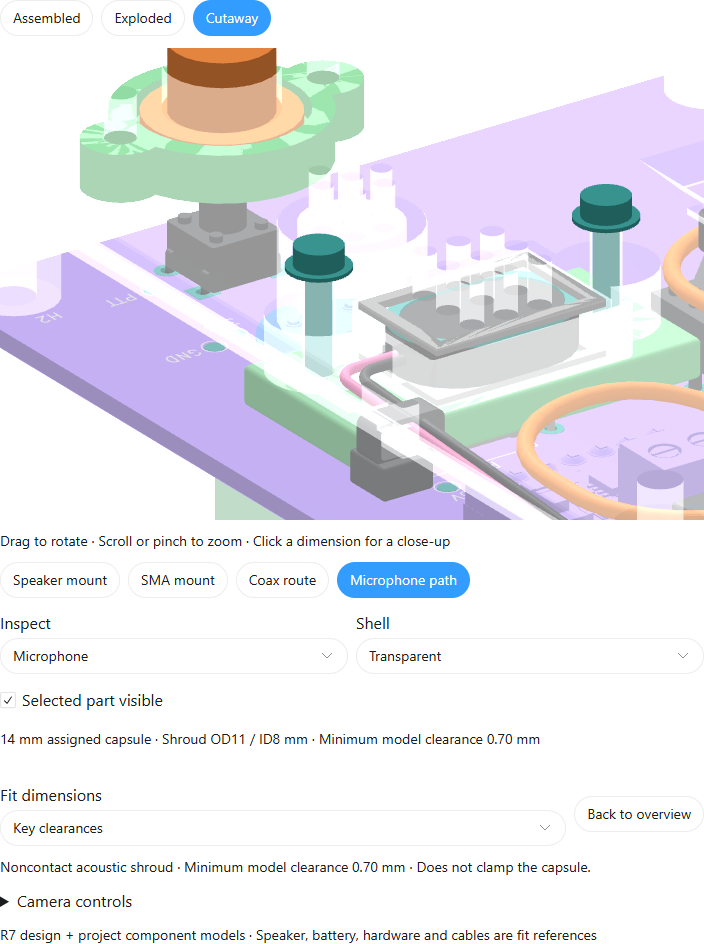 Assembled Exploded Cutaway
PTT
H2
GND
Drag to rotate · Scroll or pinch to zoom · Click a dimension for a close-up
Speaker mount SMA mount Coax route Microphone path
Inspect Shell
Microphone Transparent
Selected part visible
14 mm assigned capsule · Shroud OD11 / ID8 mm · Minimum model clearance 0.70 mm
Fit dimensions
Key clearances Back to overview
Noncontact acoustic shroud · Minimum model clearance 0.70 mm · Does not clamp the capsule.
Camera controls
R7 design + project component models · Speaker, battery, hardware and cables are fit references